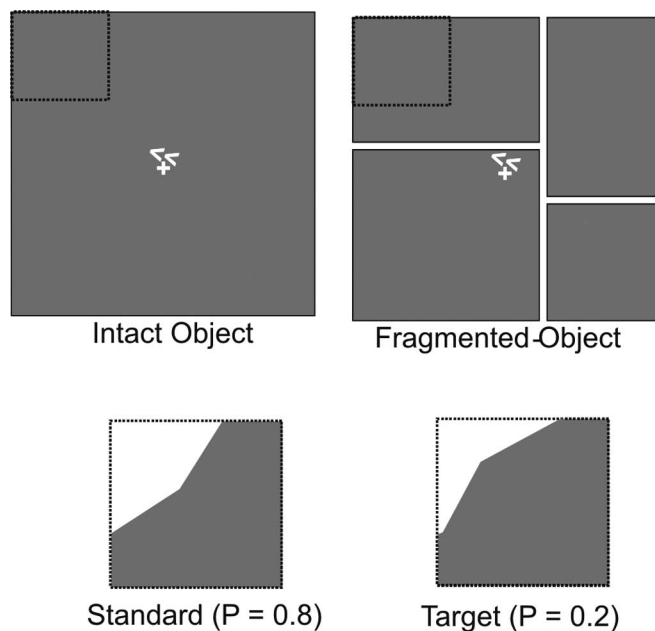 Intact Object
Fragmented-Object
Standard (P = 0.8)
Target (P = 0.2)